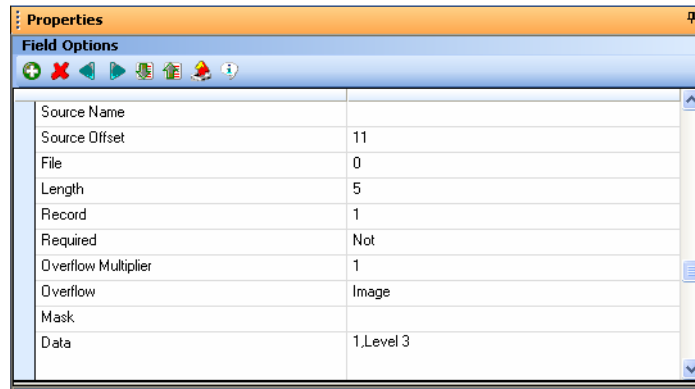 Properties
Field Options
Source Name
Source Offset 11
File 0
Length 5
Record 1
Required Not
Overflow Multiplier 1
Overflow Image
Mask
Data 1,Level 3